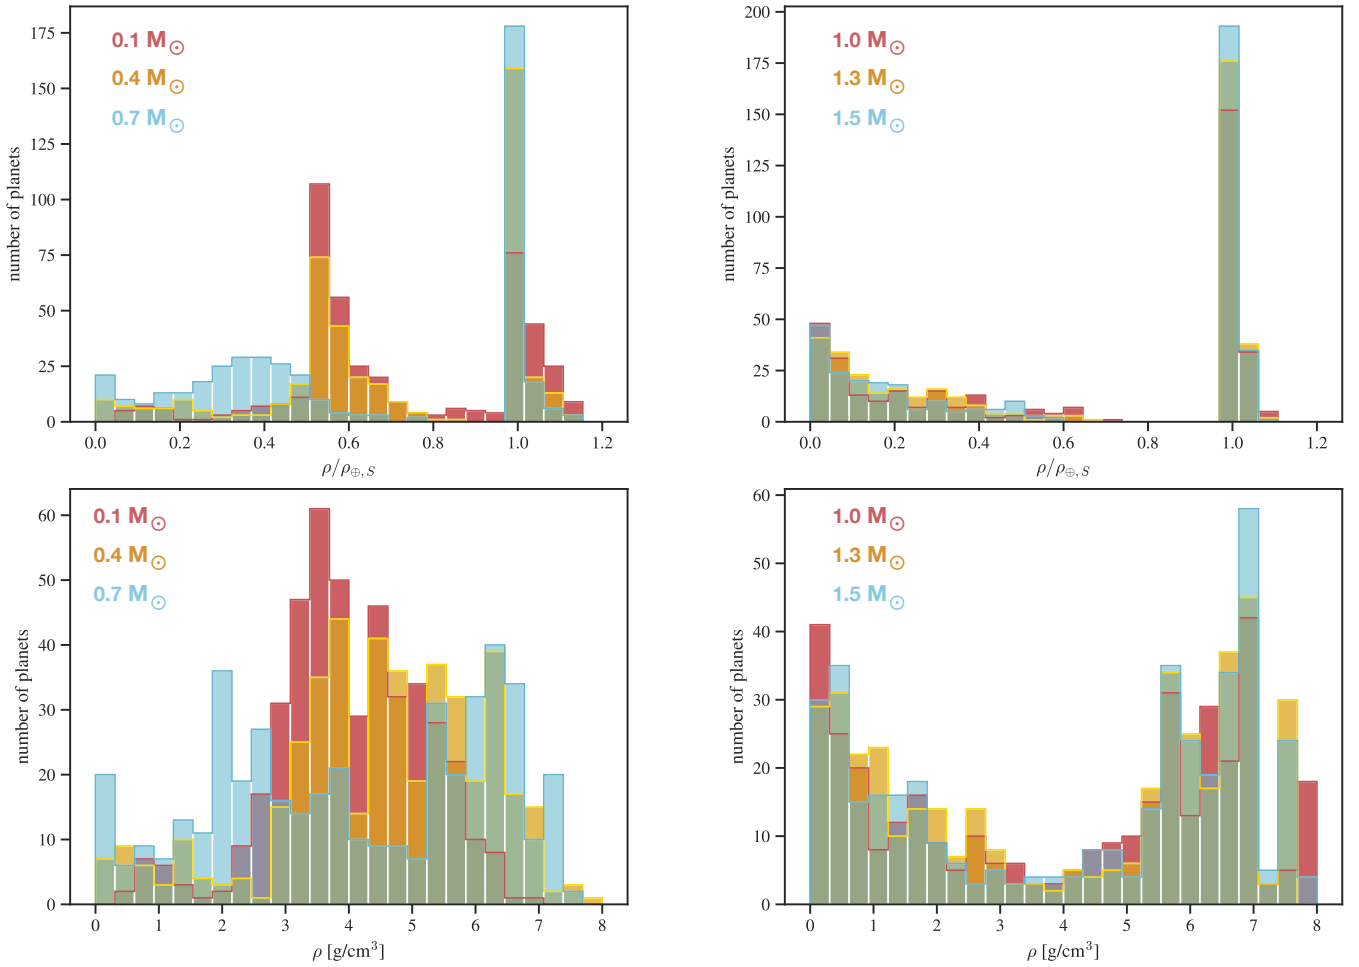 175
150
125
100
75
50
25
0
number of planets
0.1 M⊙
0.4 M⊙
0.7 M⊙
0.0 0.2 0.4 0.6 0.8 1.0 1.2
ρ/ρ⊕,S
200
175
150
125
100
75
50
25
0
number of planets
1.0 M⊙
1.3 M⊙
1.5 M⊙
0.0 0.2 0.4 0.6 0.8 1.0 1.2
ρ/ρ⊕,S
60
50
40
30
20
10
0
number of planets
0.1 M⊙
0.4 M⊙
0.7 M⊙
0 1 2 3 4 5 6 7 8
ρ [g/cm³]
60
50
40
30
20
10
0
number of planets
1.0 M⊙
1.3 M⊙
1.5 M⊙
0 1 2 3 4 5 6 7 8
ρ [g/cm³]